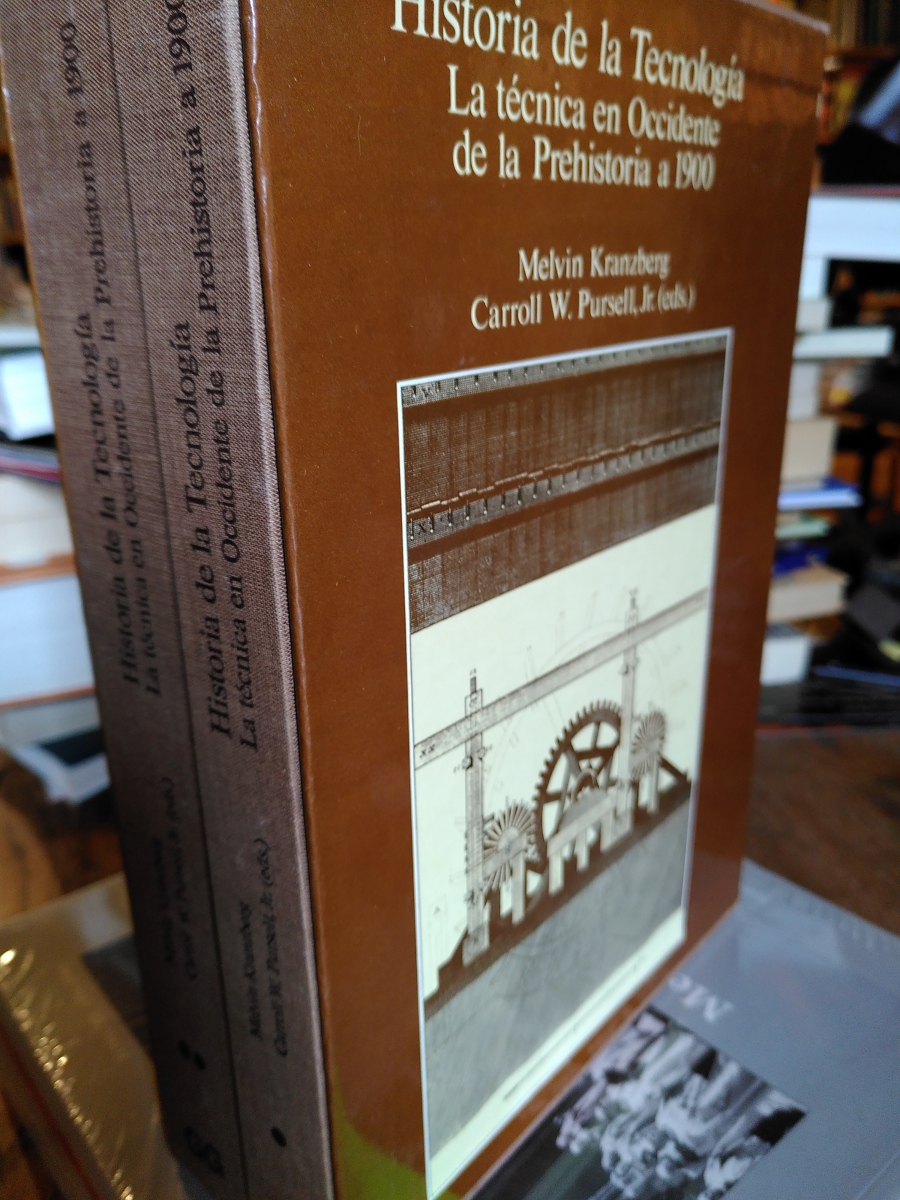 Historia de la Tecnología
La técnica en Occidente
de la Prehistoria a 1900
Melvin Kranzberg
Carroll W. Pursell, Jr. (eds.)
Historia de la Tecnología
La técnica en Occidente de la Prehistoria a 1900
Melvin Kranzberg
Carroll W. Pursell, Jr. (eds.)
Historia de la Tecnología
La técnica en Occidente de la Prehistoria a 1900